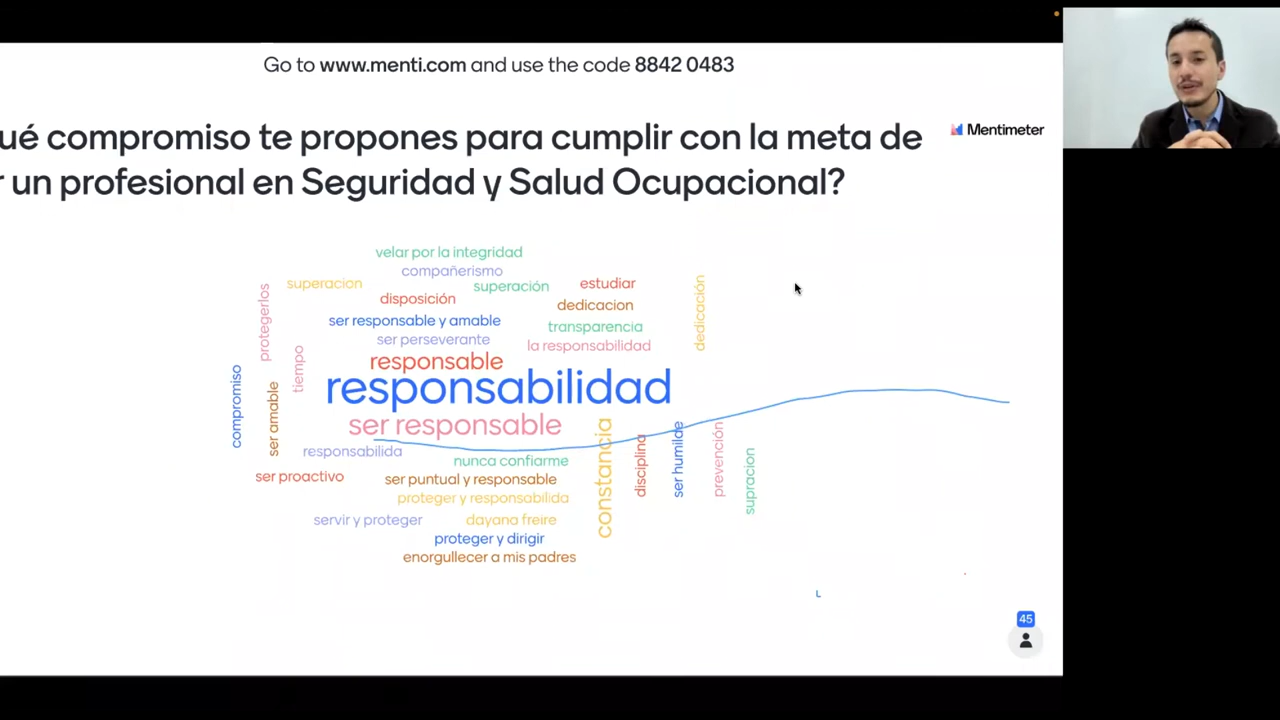 Go to www.menti.com and use the code 8842 0483
ué compromiso te propones para cumplir con la meta de
r un profesional en Seguridad y Salud Ocupacional?
Mentimeter
velar por la integridad
compañerismo
superacion
superación
estudiar
disposición
dedicacion
dedicación
protegerlos
ser responsable y amable
transparencia
ser perseverante
la responsabilidad
tiempo
responsable
responsabilidad
compromiso
ser amable
ser responsable
constancia
disciplina
ser humilde
prevención
supracion
responsabilida
nunca confiarme
ser proactivo
ser puntual y responsable
proteger y responsabilida
servir y proteger
dayana freire
proteger y dirigir
enorgullecer a mis padres
45